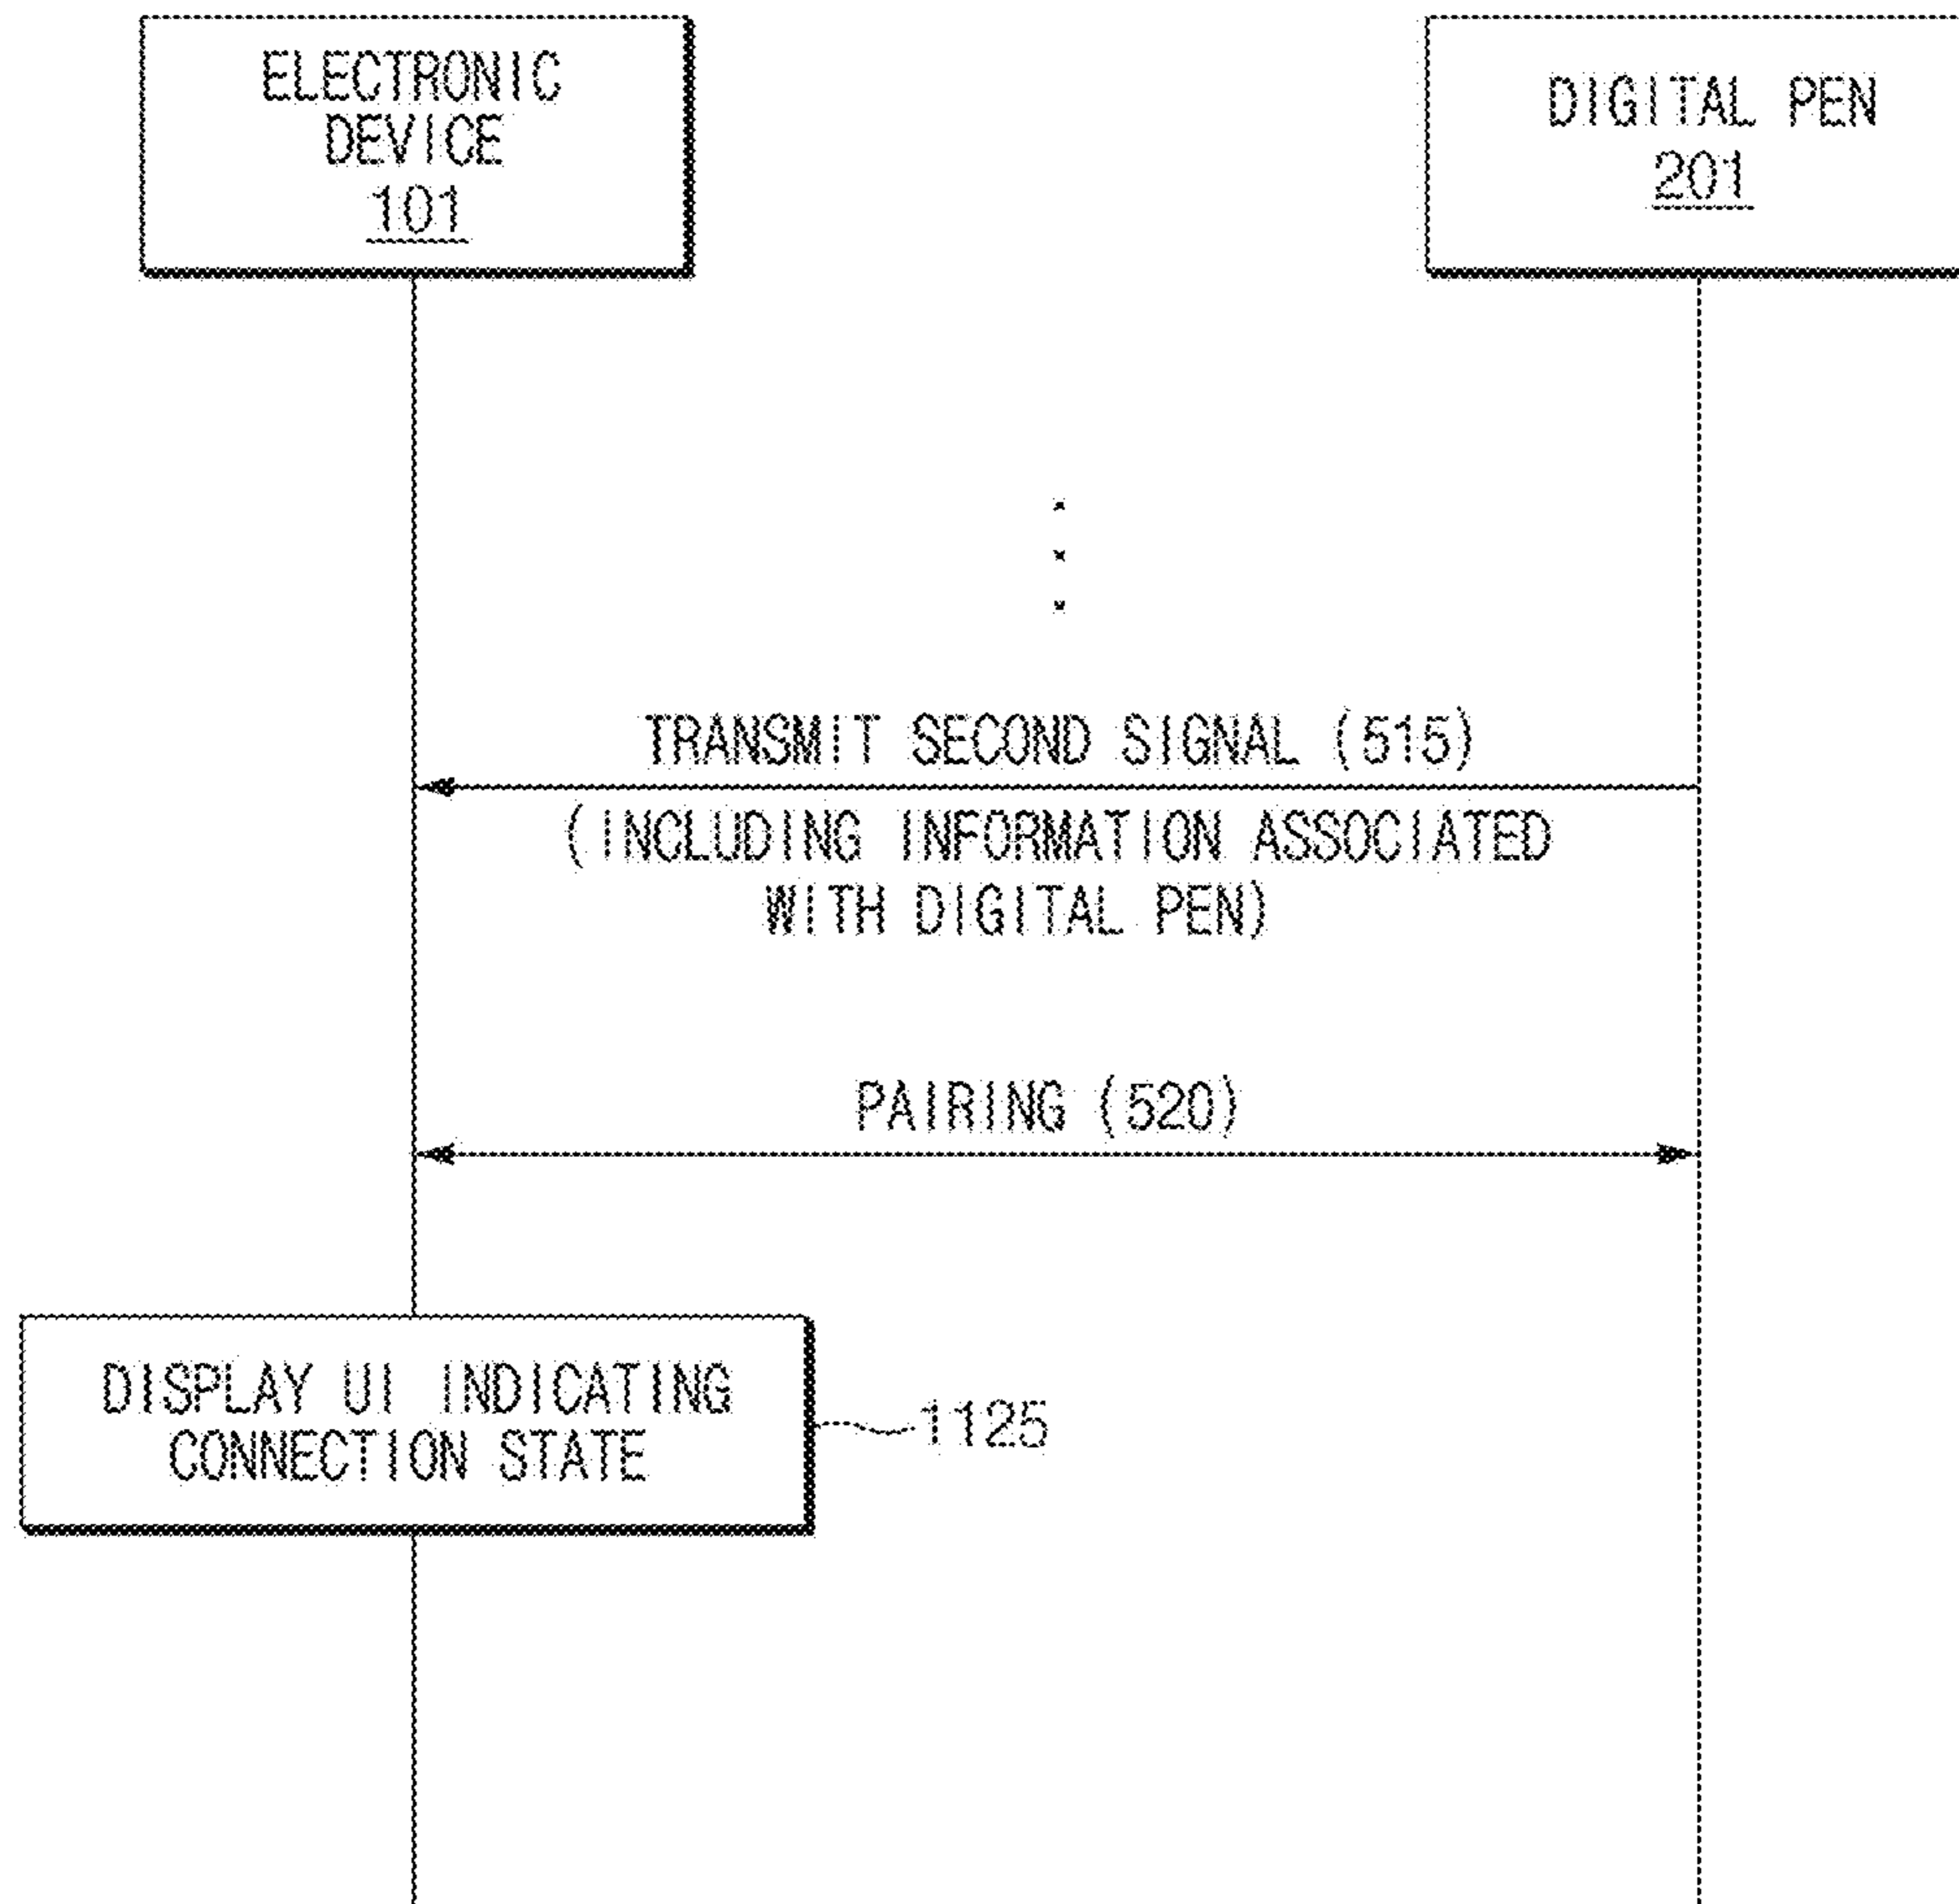 ELECTRONIC
DEVICE
101
DIGITAL PEN
201
TRANSMIT SECOND SIGNAL (515)
(INCLUDING INFORMATION ASSOCIATED
WITH DIGITAL PEN)
PAIRING (520)
DISPLAY UI INDICATING
CONNECTION STATE
1125